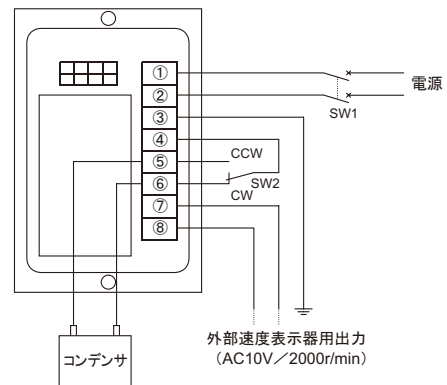 ①
②
③
④
⑤
⑥
⑦
⑧
電源
SW1
CCW
SW2
CW
外部速度表示器用出力
（AC10V／2000r/min）
コンデンサ